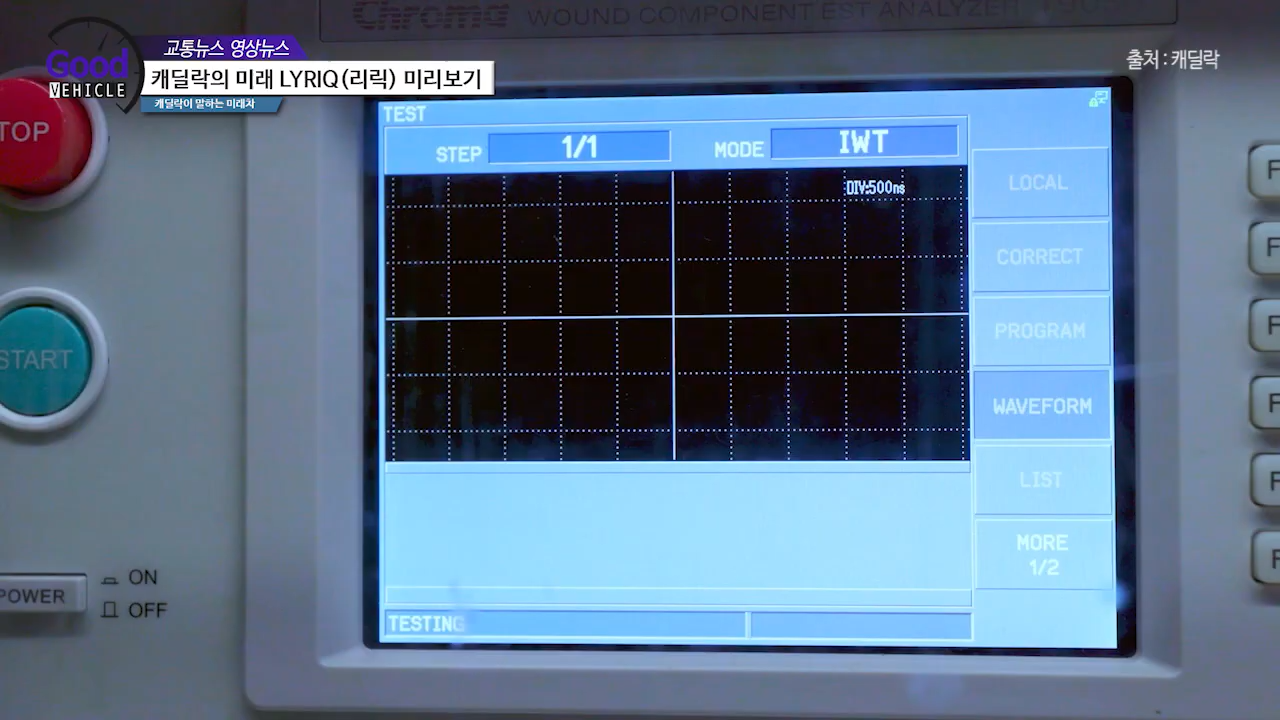 Chroma WOUND COMPONENT EST ANALYZER
교통뉴스 영상뉴스
Good
VEHICLE
캐딜락의 미래 LYRIQ(리릭) 미리보기
캐딜락이 말하는 미래차
출처 : 캐딜락
TOP
START
POWER
ON
OFF
TEST
STEP 1/1 MODE IWT
DIV:500ns
LOCAL
CORRECT
PROGRAM
WAVEFORM
LIST
MORE
1/2
TESTING
F
F
F
F
F
F